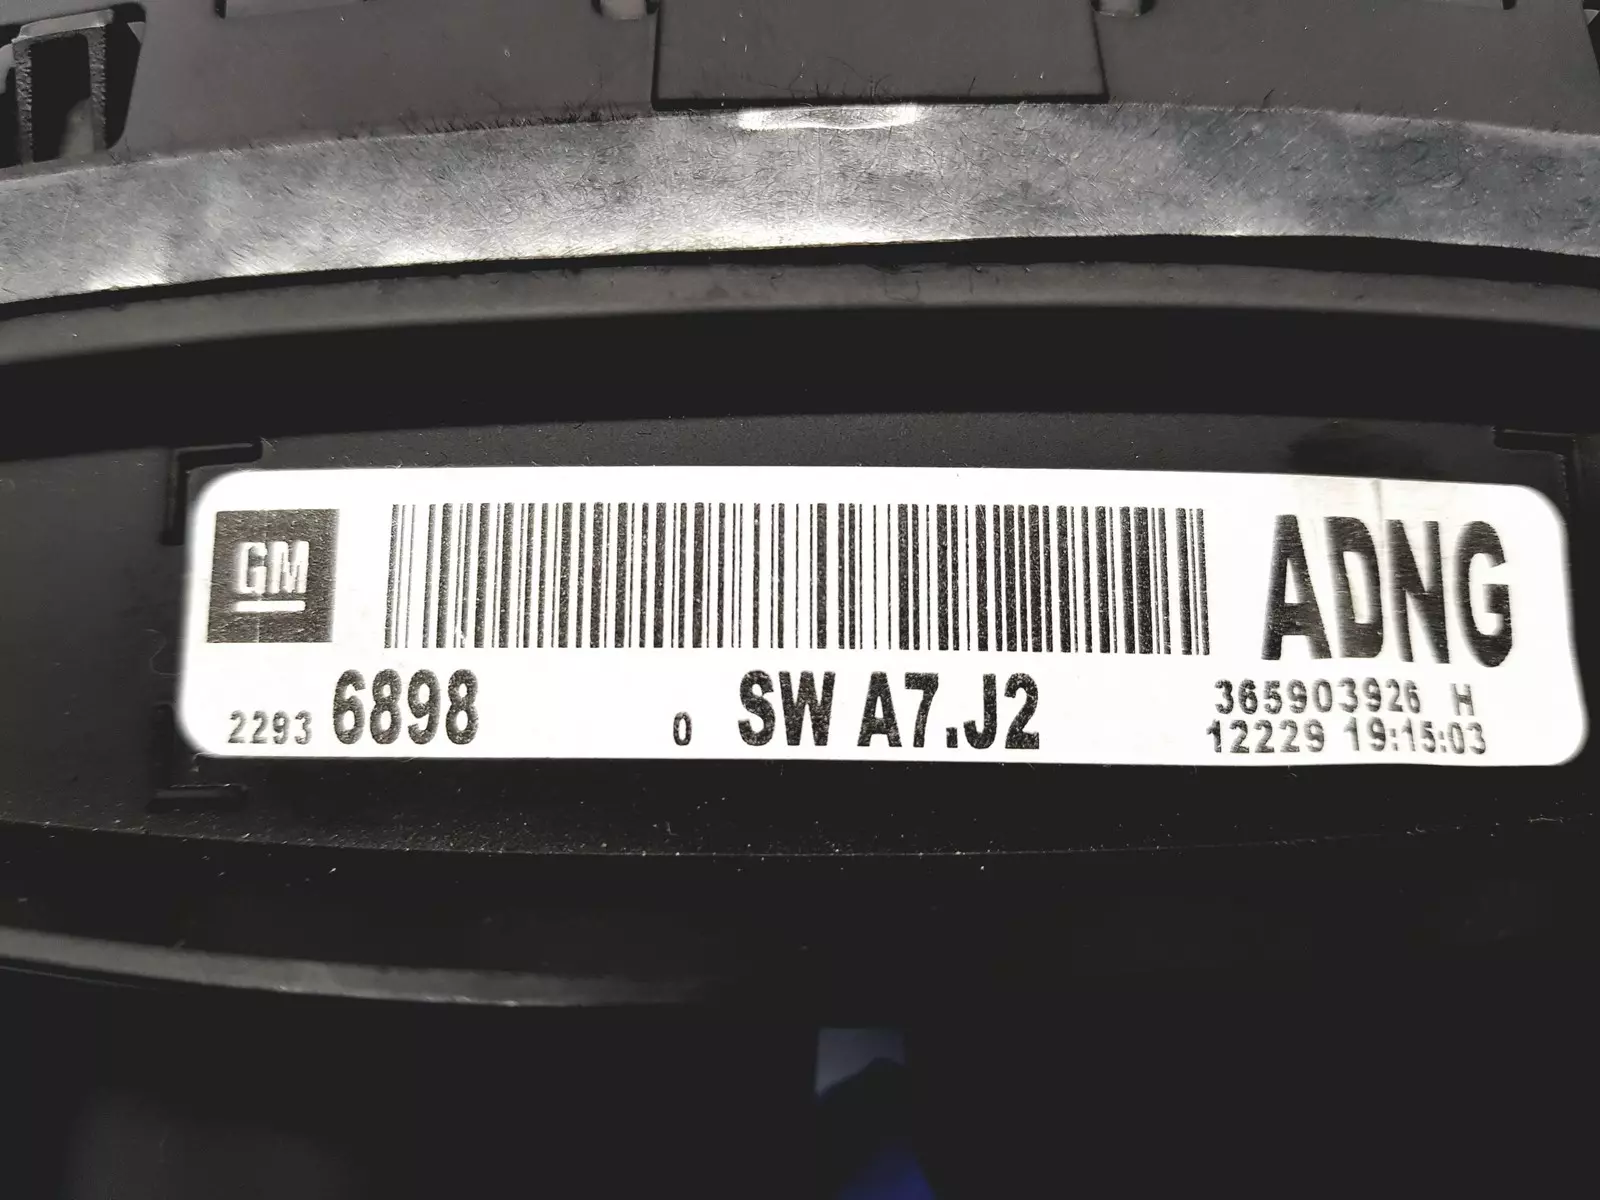 GM
ADNG
2293 6898 0 SW A7.J2
365903926 H
12229 19:15:03